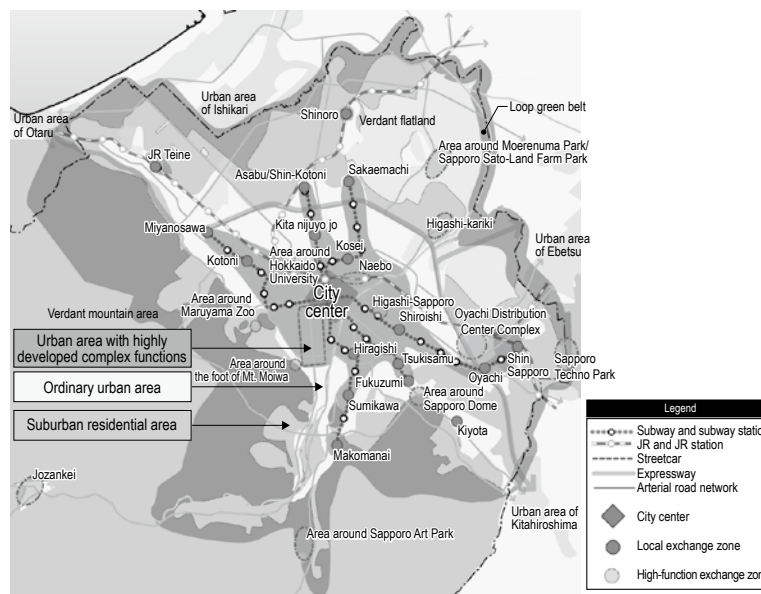 Urban area
of Ishikari
Urban area
of Otaru
Shinoro
Verdant flatland
Loop green belt
JR Teine
Area around Moerenuma Park/
Sapporo Sato-Land Farm Park
Asabu/Shin-Kotoni
Sakaemachi
Miyanosawa
Kita nijuyo jo
Higashi-kariki
Kotoni
Area around
Hokkaido
University
Kosei
Naebo
Urban area
of Ebetsu
City
center
Area around
Maruyama Zoo
Higashi-Sapporo
Shiroishi
Oyachi Distribution
Center Complex
Verdant mountain area
Urban area with highly
developed complex functions
Area around
the foot of Mt. Moiwa
Hiragishi
Tsukisamu
Oyachi
Shin
Sapporo
Sapporo
Techno Park
Ordinary urban area
Fukuzumi
Area around
Sapporo Dome
Sumikawa
Suburban residential area
Kiyota
Makomanai
Jozankei
Urban area of
Kitahiroshima
Area around Sapporo Art Park
Legend
Subway and subway stati
JR and JR station
Streetcar
Expressway
Arterial road network
City center
Local exchange zone
High-function exchange zon